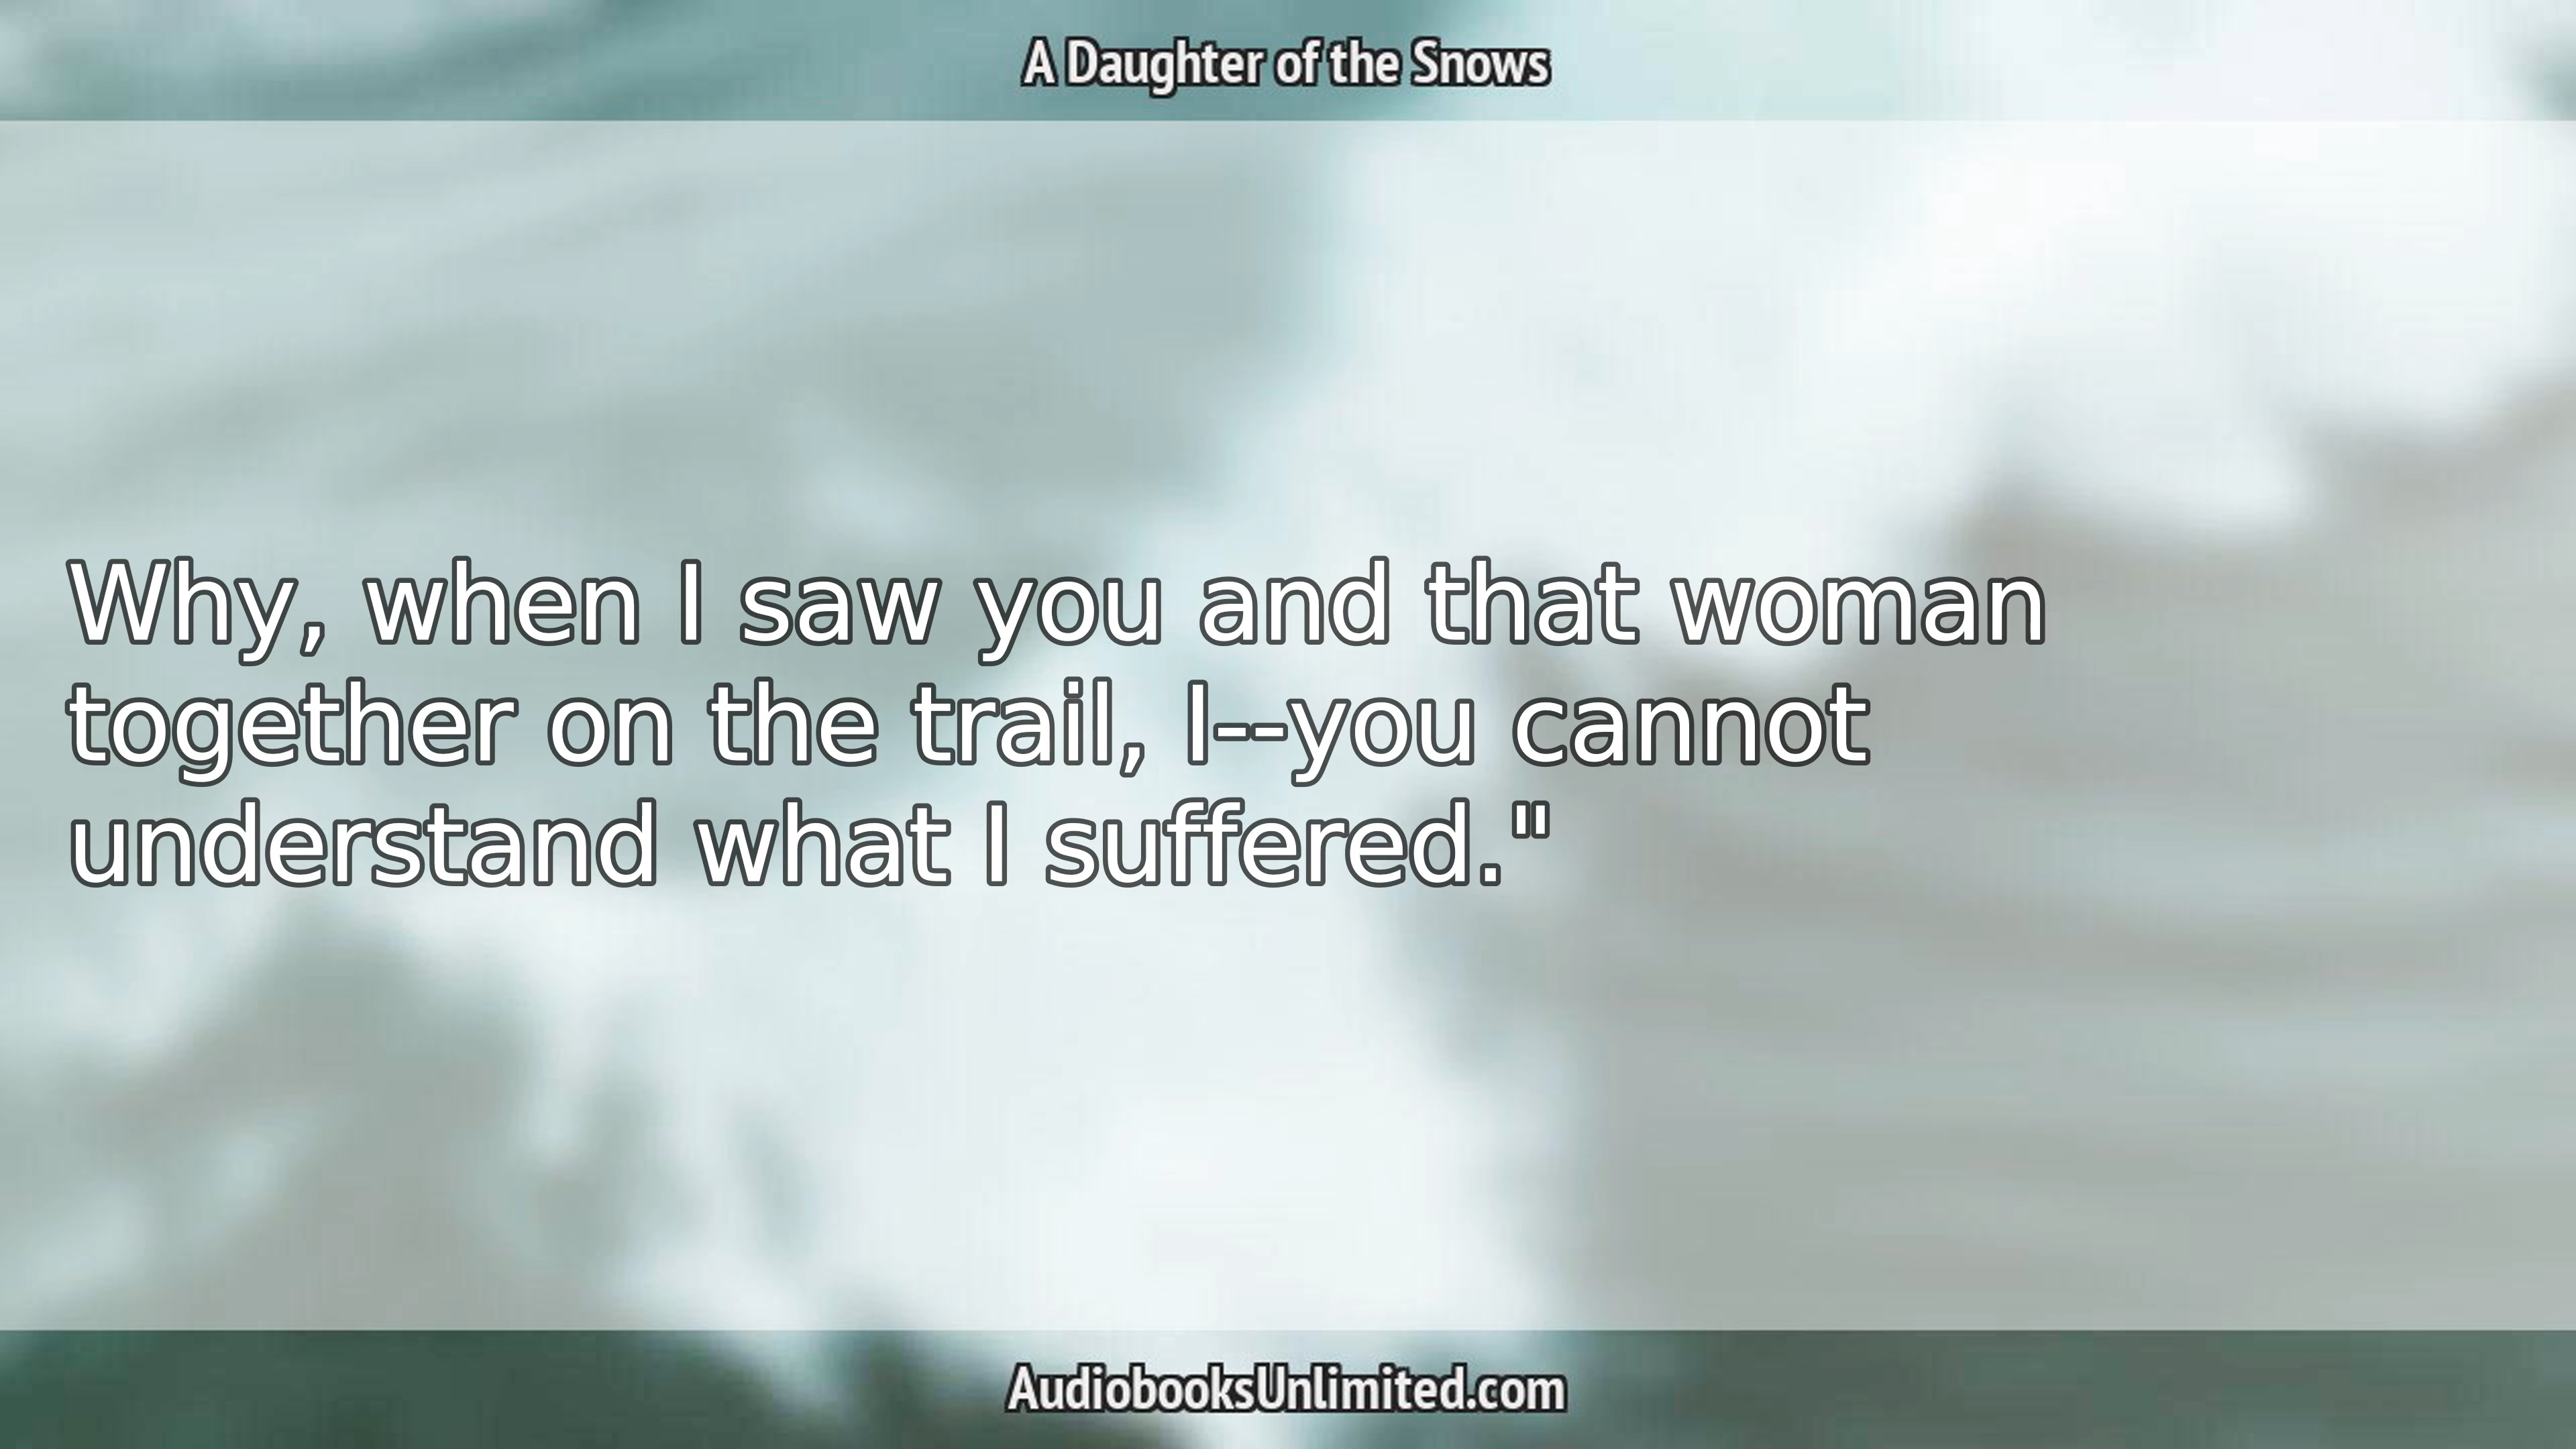 A Daughter of the Snows
Why, when I saw you and that woman
together on the trail, I--you cannot
understand what I suffered."
AudiobooksUnlimited.com